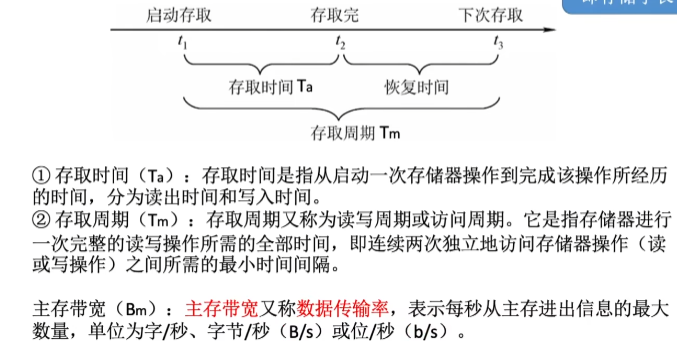 启动存取 存取完 下次存取
t1 t2 t3
存取时间 Ta 恢复时间
存取周期 Tm
① 存取时间（Ta）：存取时间是指从启动一次存储器操作到完成该操作所经历
的时间，分为读出时间和写入时间。
② 存取周期（Tm）：存取周期又称为读写周期或访问周期。它是指存储器进行
一次完整的读写操作所需的全部时间，即连续两次独立地访问存储器操作（读
或写操作）之间所需的最小时间间隔。
主存带宽（Bm）：主存带宽又称数据传输率，表示每秒从主存进出信息的最大
数量，单位为字/秒、字节/秒（B/s）或位/秒（b/s）。